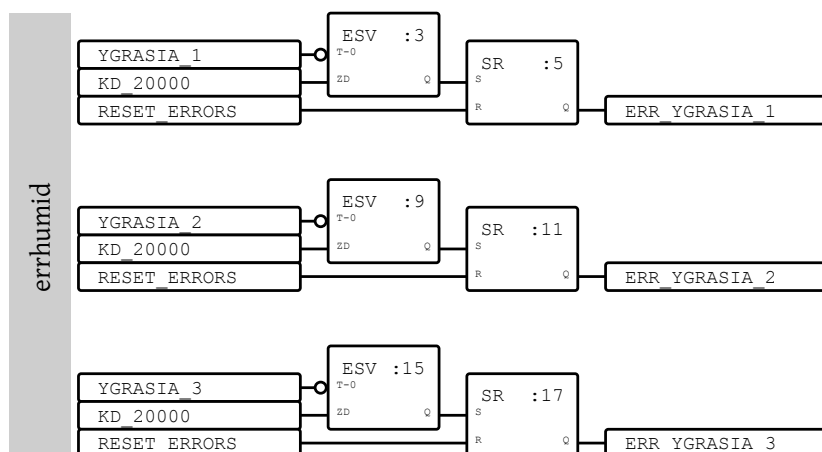 errhumid
ESV :3
YGRASIA_1
T-0
KD_20000
ZD Q
RESET_ERRORS
SR :5
S
R Q
ERR_YGRASIA_1
ESV :9
YGRASIA_2
T-0
KD_20000
ZD Q
RESET_ERRORS
SR :11
S
R Q
ERR_YGRASIA_2
ESV :15
YGRASIA_3
T-0
KD_20000
ZD Q
RESET_ERRORS
SR :17
S
R Q
ERR_YGRASIA_3